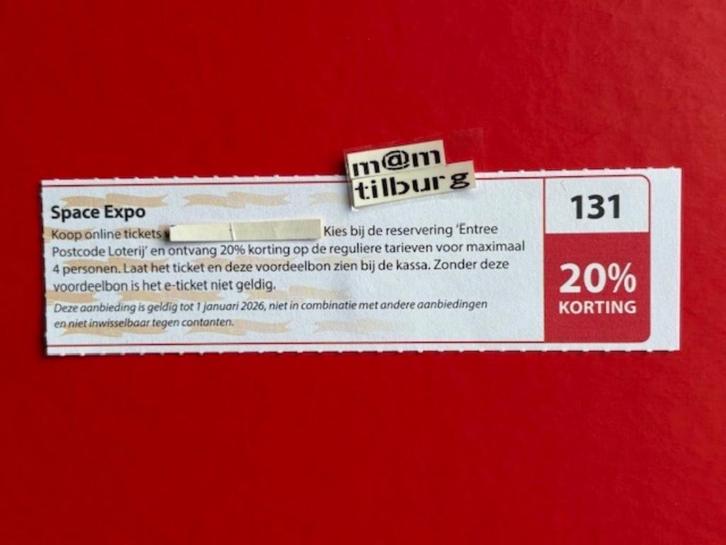 m@m
tilburg
Space Expo
Koop online tickets Kies bij de reservering 'Entree
Postcode Loterij' en ontvang 20% korting op de reguliere tarieven voor maximaal
4 personen. Laat het ticket en deze voordeelbon zien bij de kassa. Zonder deze
voordeelbon is het e-ticket niet geldig.
Deze aanbieding is geldig tot 1 januari 2026, niet in combinatie met andere aanbiedingen
en niet inwisselbaar tegen contanten.
131
20%
KORTING